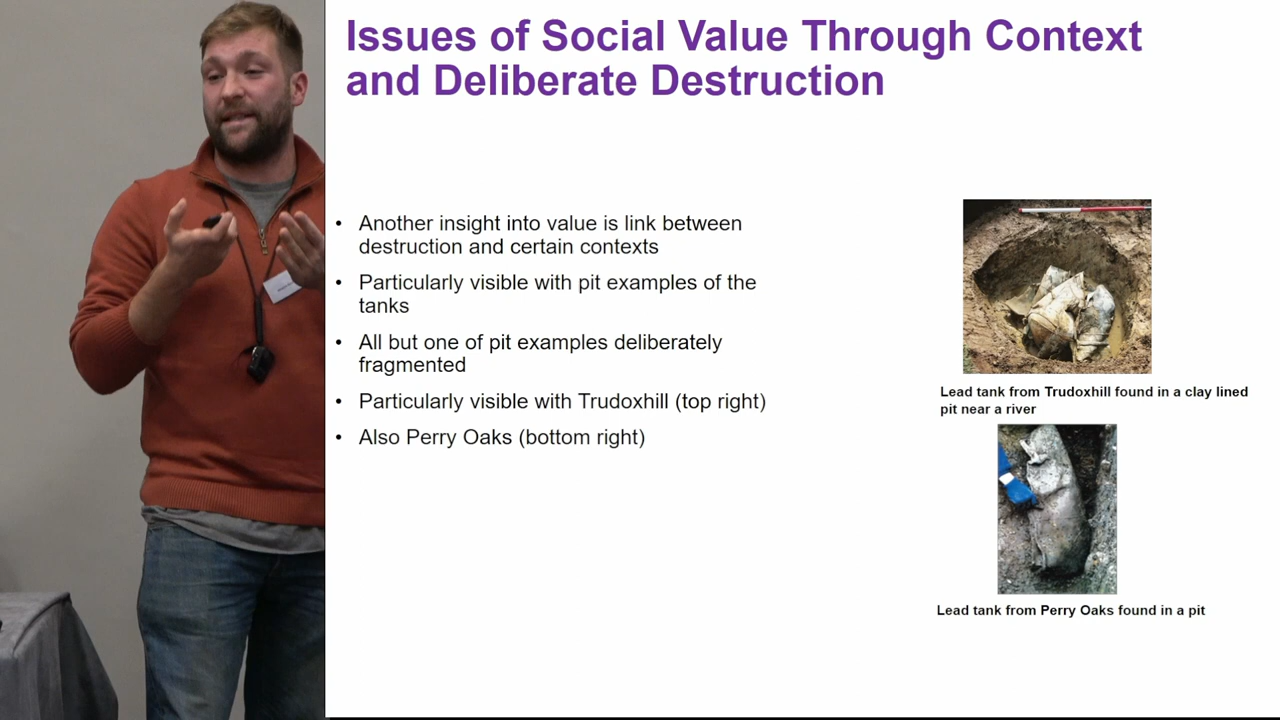 Issues of Social Value Through Context
and Deliberate Destruction
• Another insight into value is link between
destruction and certain contexts
• Particularly visible with pit examples of the
tanks
• All but one of pit examples deliberately
fragmented
• Particularly visible with Trudoxhill (top right)
• Also Perry Oaks (bottom right)
Lead tank from Trudoxhill found in a clay lined
pit near a river
Lead tank from Perry Oaks found in a pit